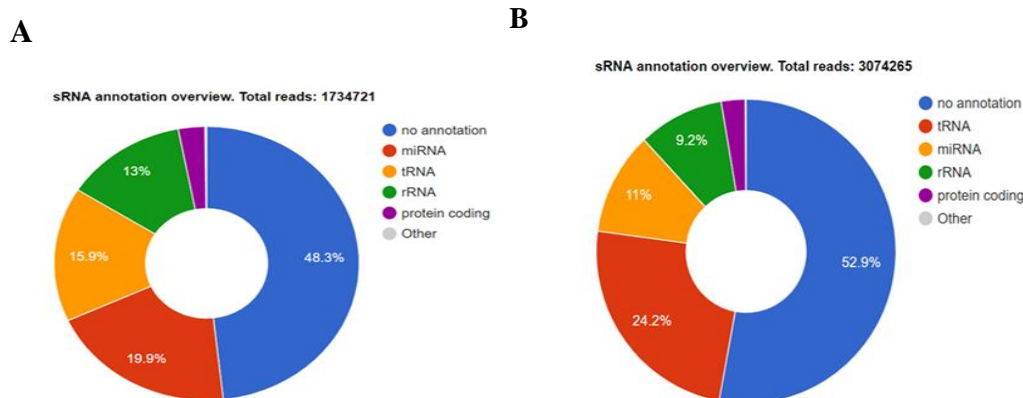 A
sRNA annotation overview. Total reads: 1734721
no annotation
miRNA
tRNA
rRNA
protein coding
Other
13%
15.9%
48.3%
19.9%
B
sRNA annotation overview. Total reads: 3074265
no annotation
tRNA
miRNA
rRNA
protein coding
Other
9.2%
11%
52.9%
24.2%